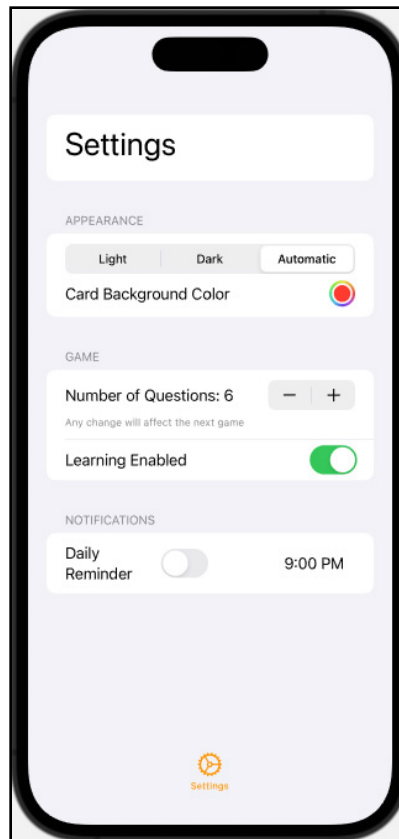 Settings
APPEARANCE
Light Dark Automatic
Card Background Color
GAME
Number of Questions: 6 − +
Any change will affect the next game
Learning Enabled
NOTIFICATIONS
Daily
Reminder
9:00 PM
Settings